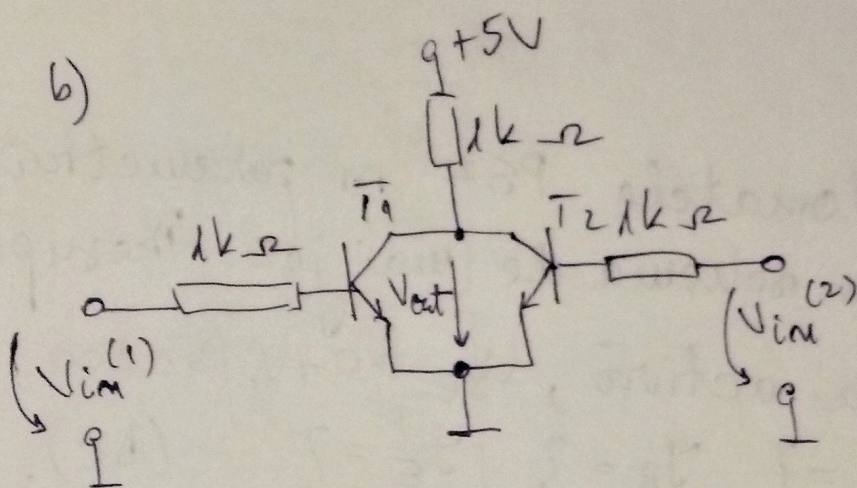 b)
+5V
1k Ω
T1
T2 1k Ω
1k Ω
Vout
Vin(1)
Vin(2)